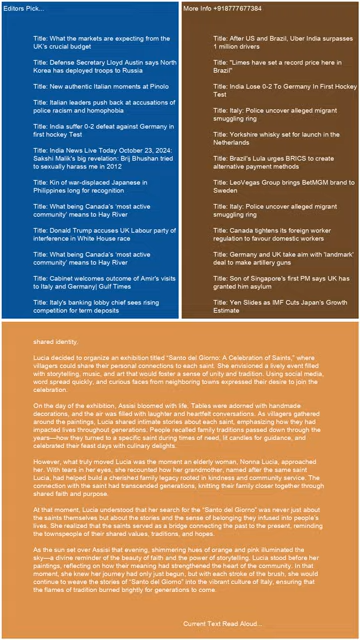 Editors Pick...
Title: What the markets are expecting from the
UK's crucial budget
Title: Defense Secretary Lloyd Austin says North
Korea has deployed troops to Russia
Title: New authentic Italian moments at Pinolo
Title: Italian leaders push back at accusations of
police racism and homophobia
Title: India suffer 0-2 defeat against Germany in
first hockey test
Title: India News Live Today October 23, 2024:
Sakshi Malik's big revelation: Brij Bhushan tried
to sexually harass me in 2012
Title: Kin of war-displaced Japanese in
Philippines long for recognition
Title: What being Canada's 'most active
community' means to Hay River
Title: Donald Trump accuses UK Labour party of
interference in White House race
Title: What being Canada's 'most active
community' means to Hay River
Title: Cabinet welcomes outcome of Amir's visits
to Italy and Germany| Gulf Times
Title: Italy's banking lobby chief sees rising
competition for term deposits
More Info +918777677384
Title: After US and Brazil, Uber India surpasses
1 million drivers
Title: "Limes have set a record price here in
Brazil"
Title: India Lose 0-2 To Germany In First Hockey
Test
Title: Italy: Police uncover alleged migrant
smuggling ring
Title: Yorkshire whisky set for launch in the
Netherlands
Title: Brazil's Lula urges BRICS to create
alternative payment methods
Title: LeoVegas Group brings BetMGM brand to
Sweden
Title: Italy: Police uncover alleged migrant
smuggling ring
Title: Canada tightens its foreign worker
regulation to favour domestic workers
Title: Germany and UK take aim with 'landmark'
deal to make artillery guns
Title: Son of Singapore's first PM says UK has
granted him asylum
Title: Yen Slides as IMF Cuts Japan's Growth
Estimate
shared identity.
Lucia decided to organize an exhibition titled "Santo del Giorno: A Celebration of Saints," where
villagers could share their personal connections to each saint. She envisioned a lively event filled
with storytelling, music, and art that would foster a sense of unity and tradition. Using social media,
word spread quickly, and curious faces from neighboring towns expressed their desire to join the
celebration.
On the day of the exhibition, Assisi bloomed with life. Tables were adorned with handmade
decorations, and the air was filled with laughter and heartfelt conversations. As villagers gathered
around the paintings, Lucia shared intimate stories about each saint, emphasizing how they had
impacted lives throughout generations. People recalled family traditions passed down through the
years—how they turned to a specific saint during times of need, lit candles for guidance, and
celebrated their feast days with culinary delights.
However, what truly moved Lucia was the moment an elderly woman, Nonna Lucia, approached
her. With tears in her eyes, she recounted how her grandmother, named after the same saint
Lucia, had helped build a cherished family legacy rooted in kindness and community service. The
connection with the saint had transcended generations, knitting their family closer together through
shared faith and purpose.
At that moment, Lucia understood that her search for the "Santo del Giorno" was never just about
the saints themselves but about the stories and the sense of belonging they infused into people's
lives. She realized that the saints served as a bridge connecting the past to the present, reminding
the townspeople of their shared values, traditions, and hopes.
As the sun set over Assisi that evening, shimmering hues of orange and pink illuminated the
sky—a divine reminder of the beauty of faith and the power of storytelling. Lucia stood before her
paintings, reflecting on how their meaning had strengthened the heart of the community. In that
moment, she knew her journey had only just begun; but with each stroke of the brush, she would
continue to weave the stories of "Santo del Giorno" into the vibrant culture of Italy, ensuring that
the flames of tradition burned brightly for generations to come.
Current Text Read Aloud...